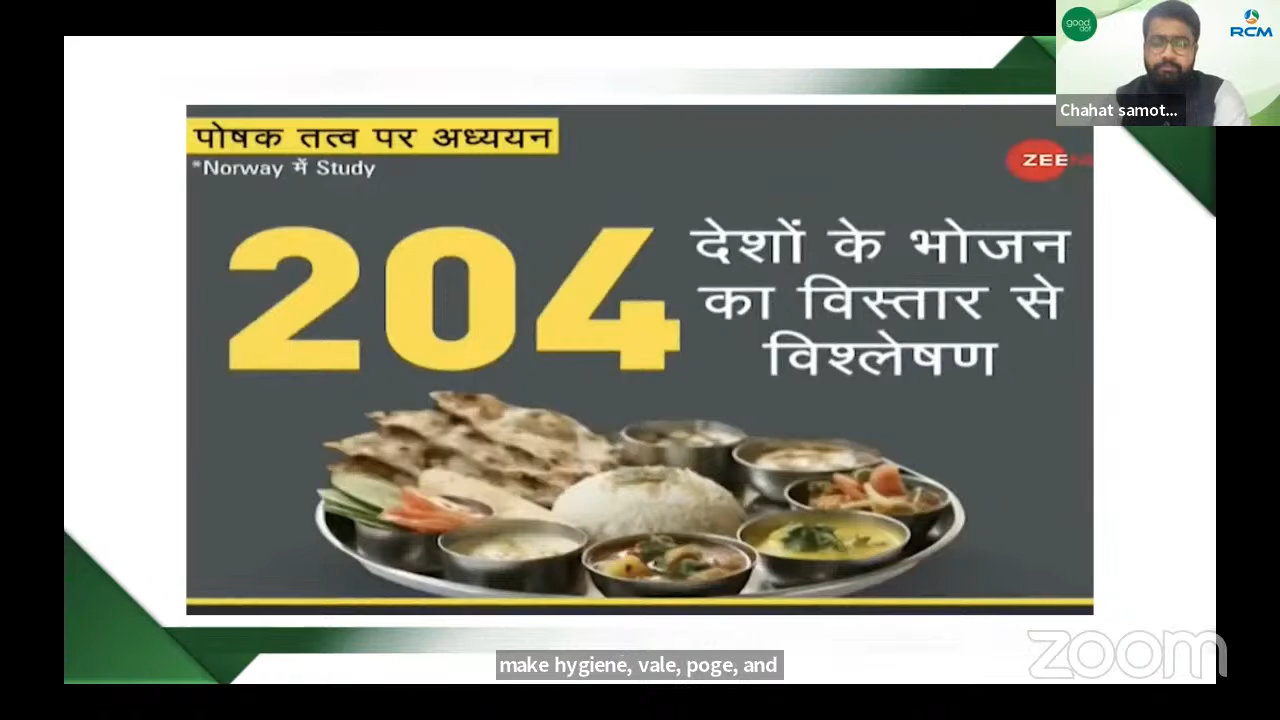 good
dot
RCM
Chahat samot...
पोषक तत्व पर अध्ययन
*Norway में Study
ZEE
204
देशों के भोजन
का विस्तार से
विश्लेषण
make hygiene, vale, poge, and
zoom